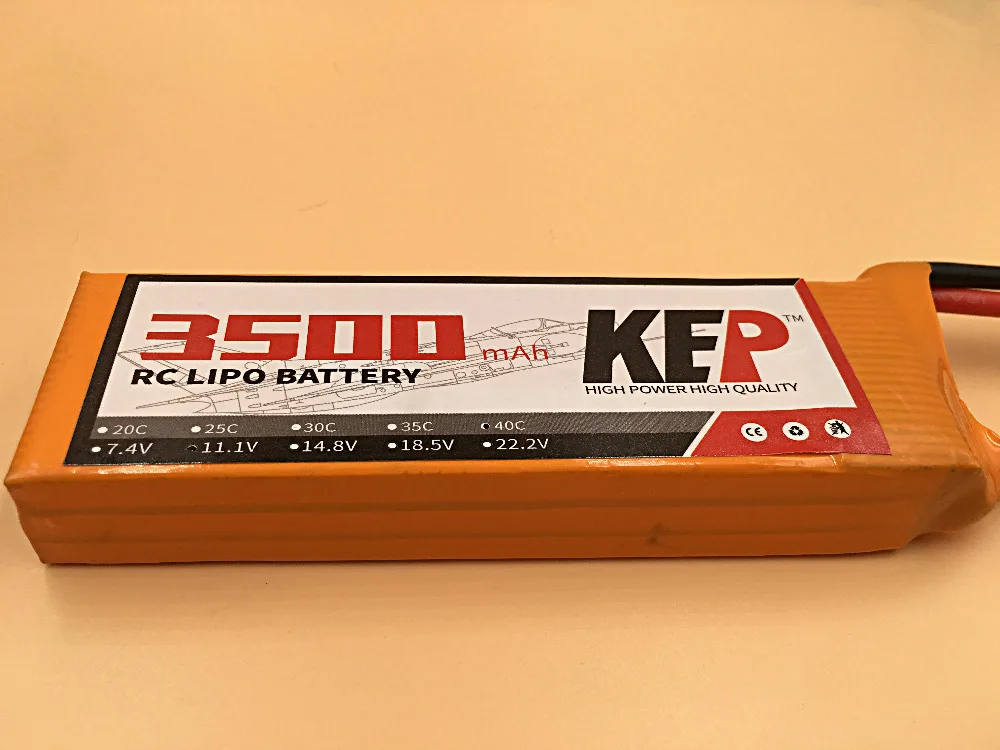 3500 mAh
RC LIPO BATTERY
KEP™
HIGH POWER HIGH QUALITY
20C 25C 30C 35C 40C
7.4V 11.1V 14.8V 18.5V 22.2V
CE